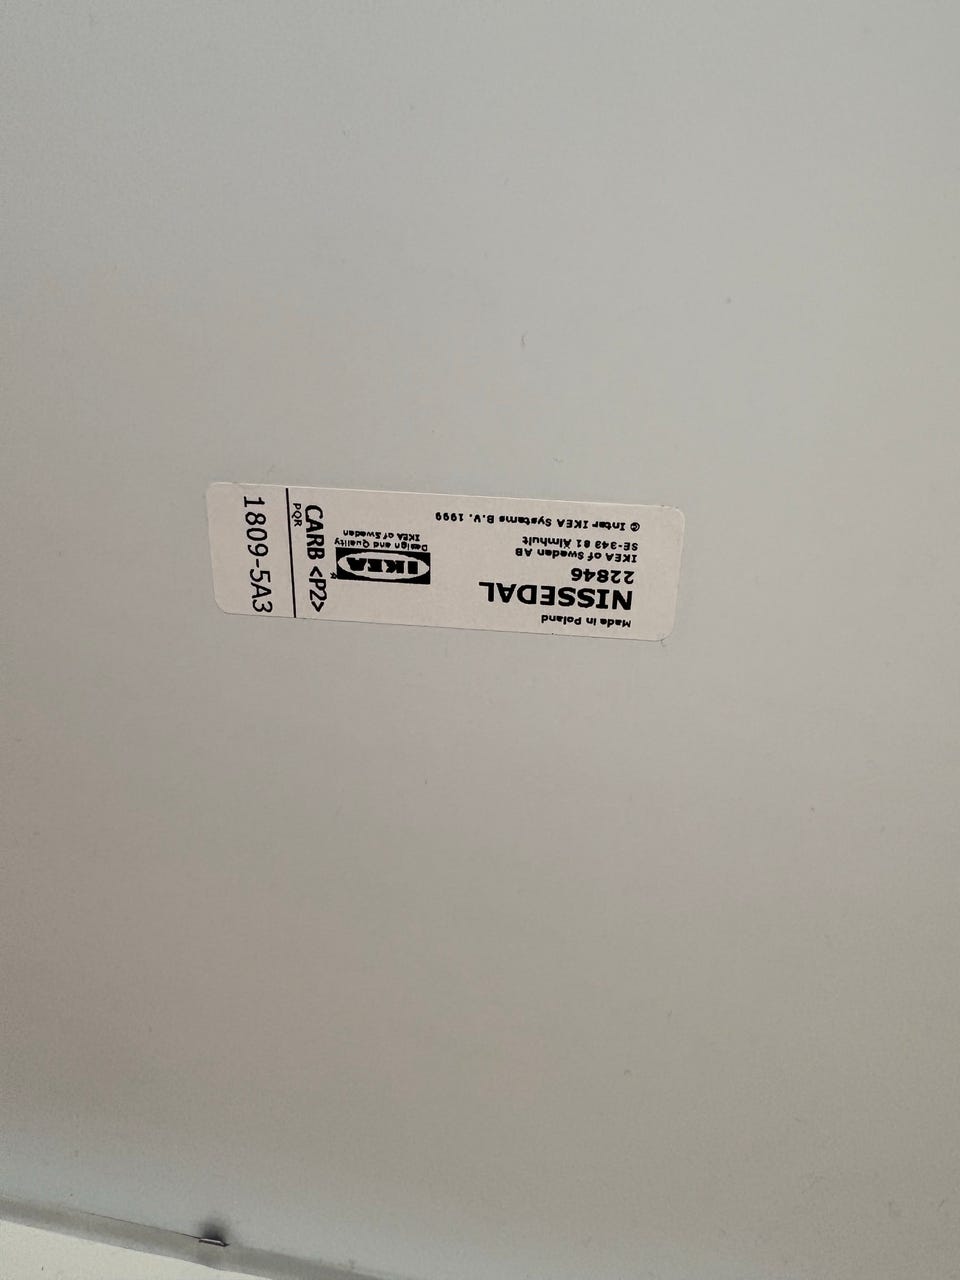 Made in Poland
NISSEDAL
22846
IKEA of Sweden AB
SE-343 81 Älmhult
© Inter IKEA Systems B.V. 1999
IKEA
Design and Quality
IKEA of Sweden
CARB <P2>
PQR
1809-5A3